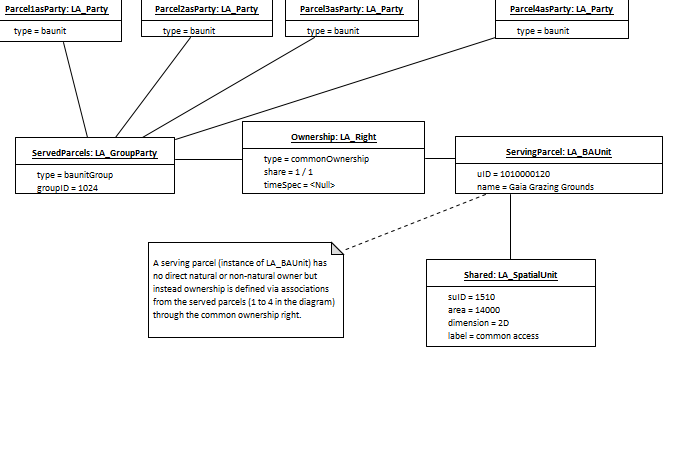 Parcel1asParty: LA_Party
type = baunit
Parcel2asParty: LA_Party
type = baunit
Parcel3asParty: LA_Party
type = baunit
Parcel4asParty: LA_Party
type = baunit
ServedParcels: LA_GroupParty
type = baunitGroup
groupID = 1024
Ownership: LA_Right
type = commonOwnership
share = 1 / 1
timeSpec = <Null>
ServingParcel: LA_BAUnit
uID = 1010000120
name = Gaia Grazing Grounds
A serving parcel (instance of LA_BAUnit) has
no direct natural or non-natural owner but
instead ownership is defined via associations
from the served parcels (1 to 4 in the diagram)
through the common ownership right.
Shared: LA_SpatialUnit
suID = 1510
area = 14000
dimension = 2D
label = common access